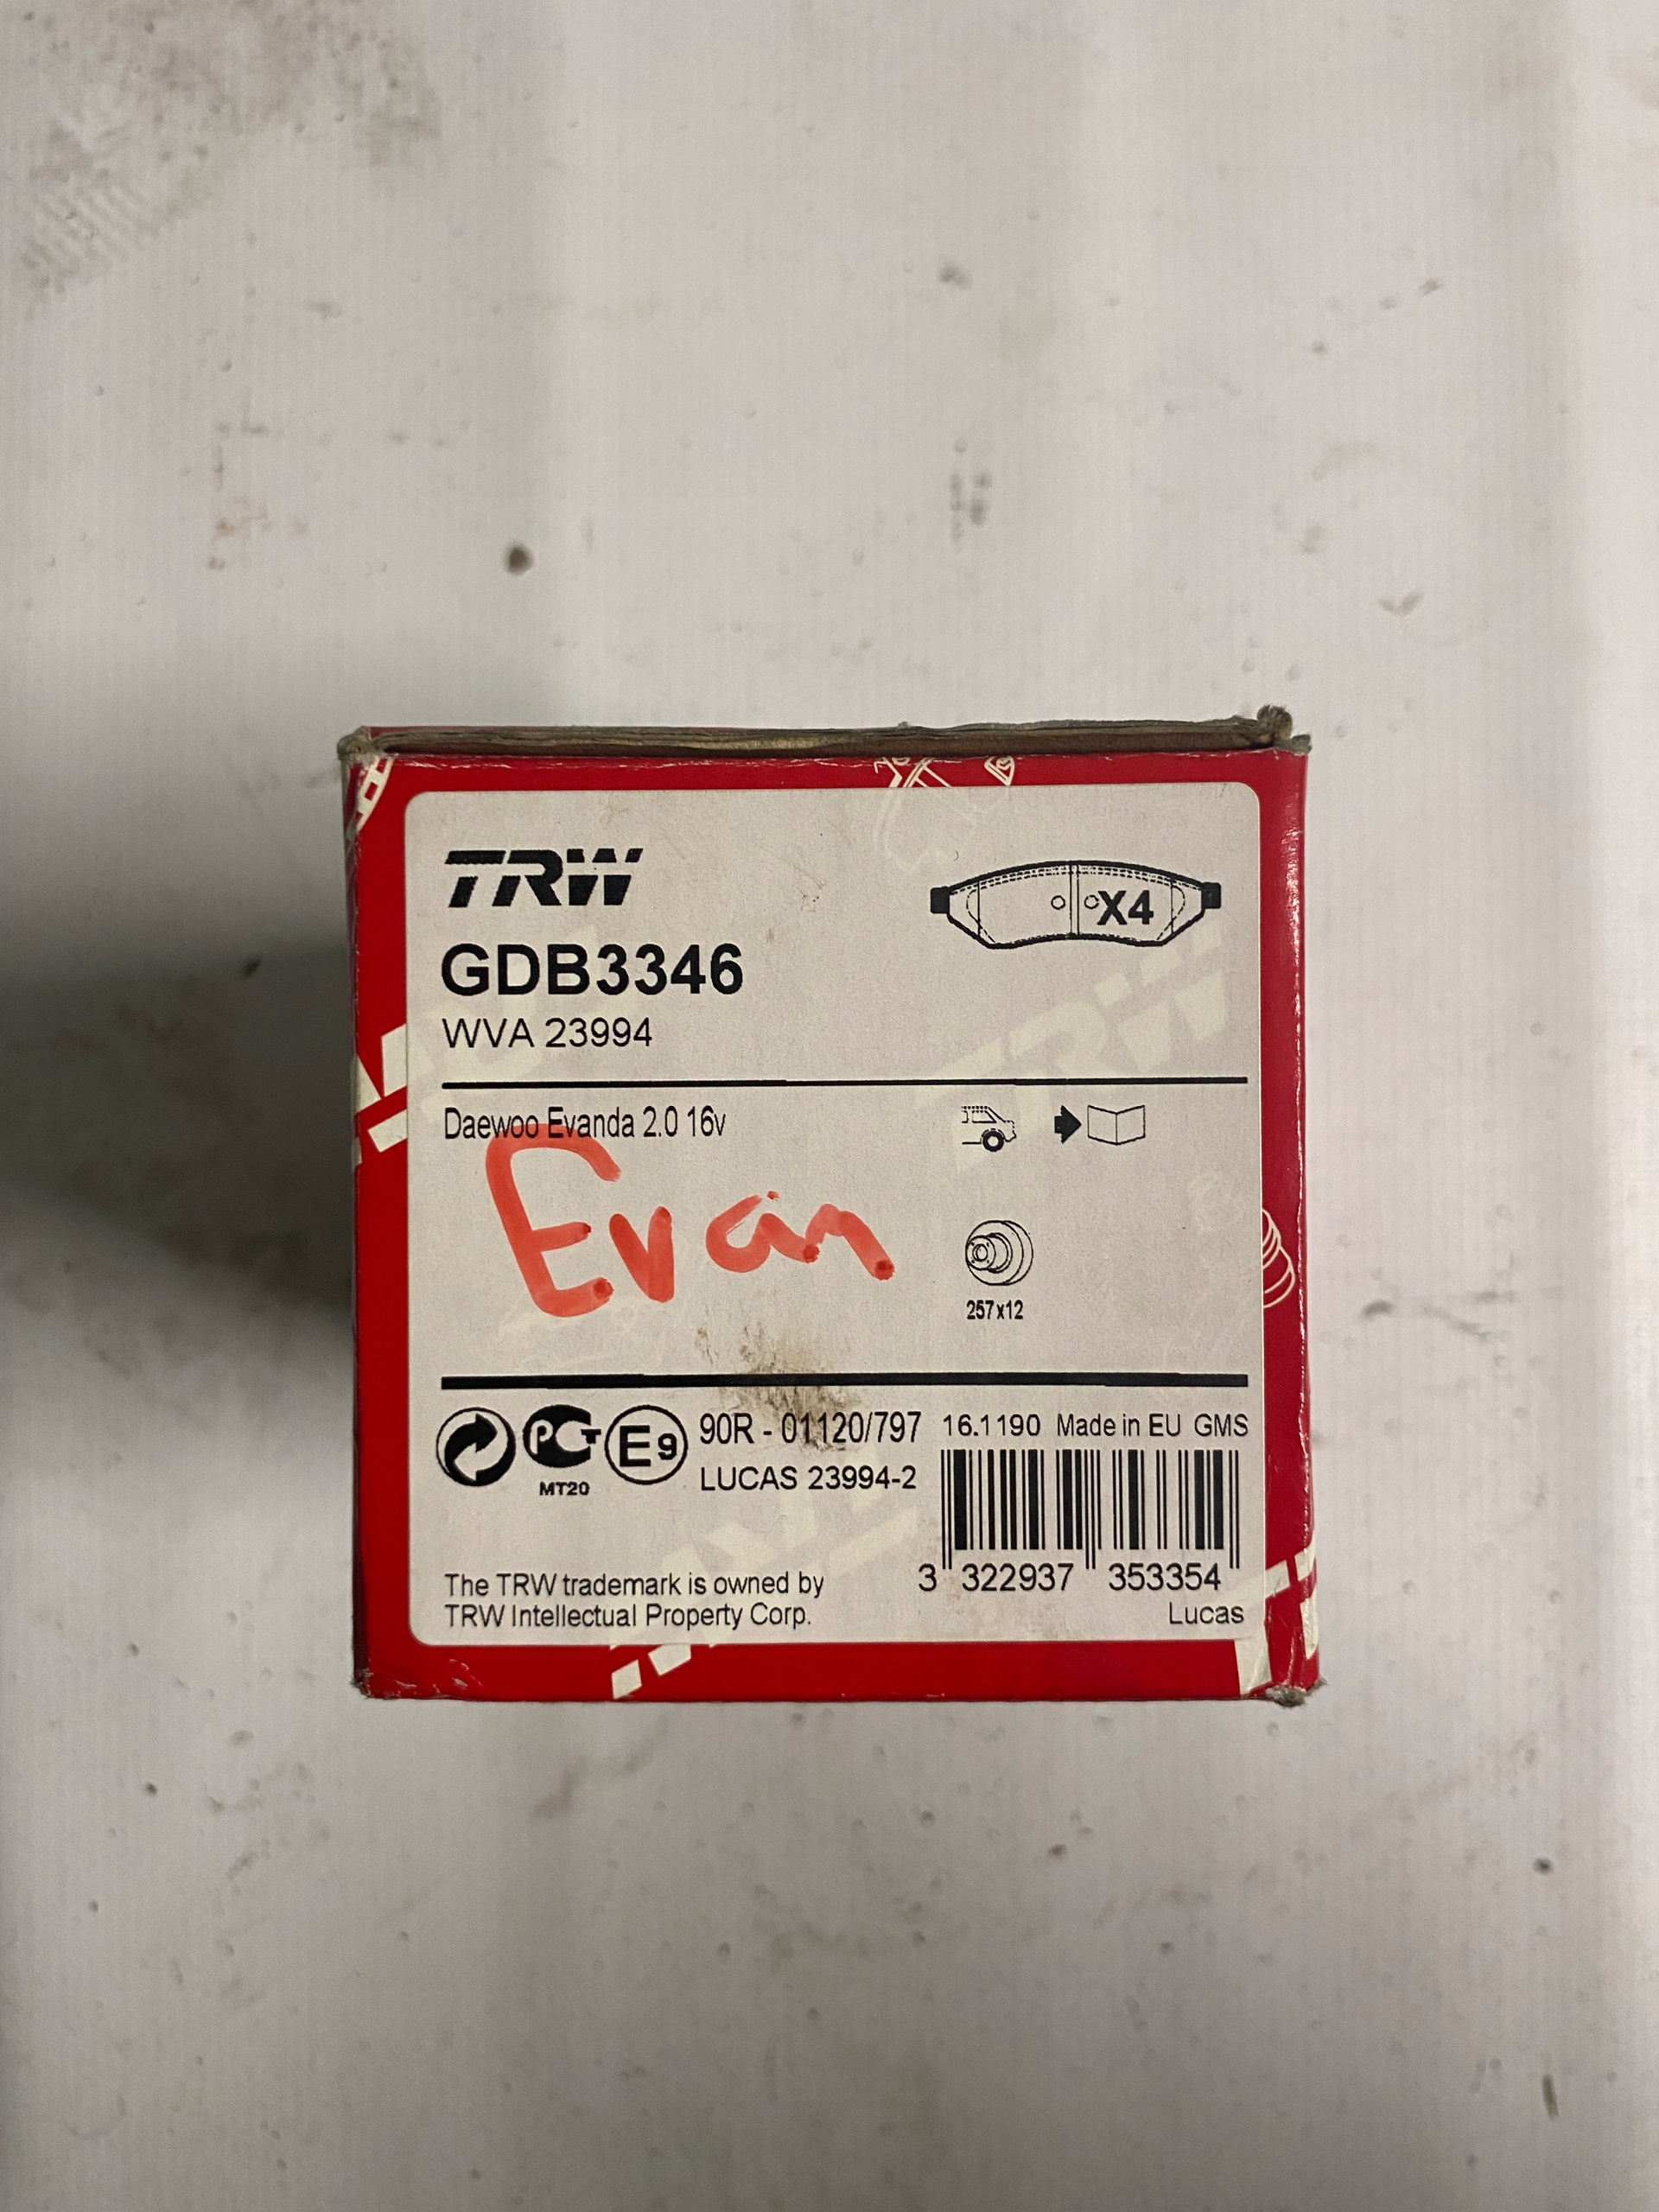 TRW
X4
GDB3346
WVA 23994
Daewoo Evanda 2.0 16v
Evan
257x12
PCT
MT20
E9
90R - 01120/797
16.1190 Made in EU GMS
LUCAS 23994-2
3 322937 353354
The TRW trademark is owned by
TRW Intellectual Property Corp.
Lucas